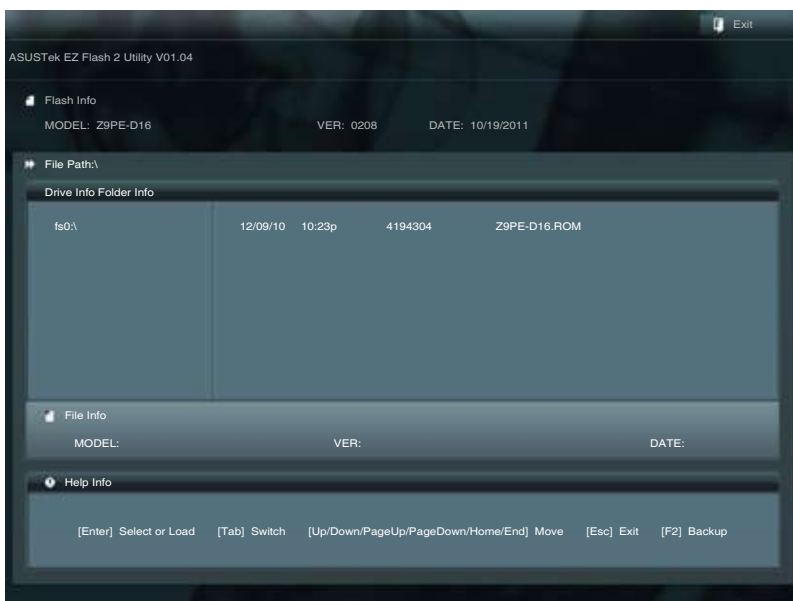 Exit
ASUSTek EZ Flash 2 Utility V01.04
Flash Info
MODEL: Z9PE-D16 VER: 0208 DATE: 10/19/2011
File Path:\
Drive Info Folder Info
fs0:\ 12/09/10 10:23p 4194304 Z9PE-D16.ROM
File Info
MODEL: VER: DATE:
Help Info
[Enter] Select or Load [Tab] Switch [Up/Down/PageUp/PageDown/Home/End] Move [Esc] Exit [F2] Backup